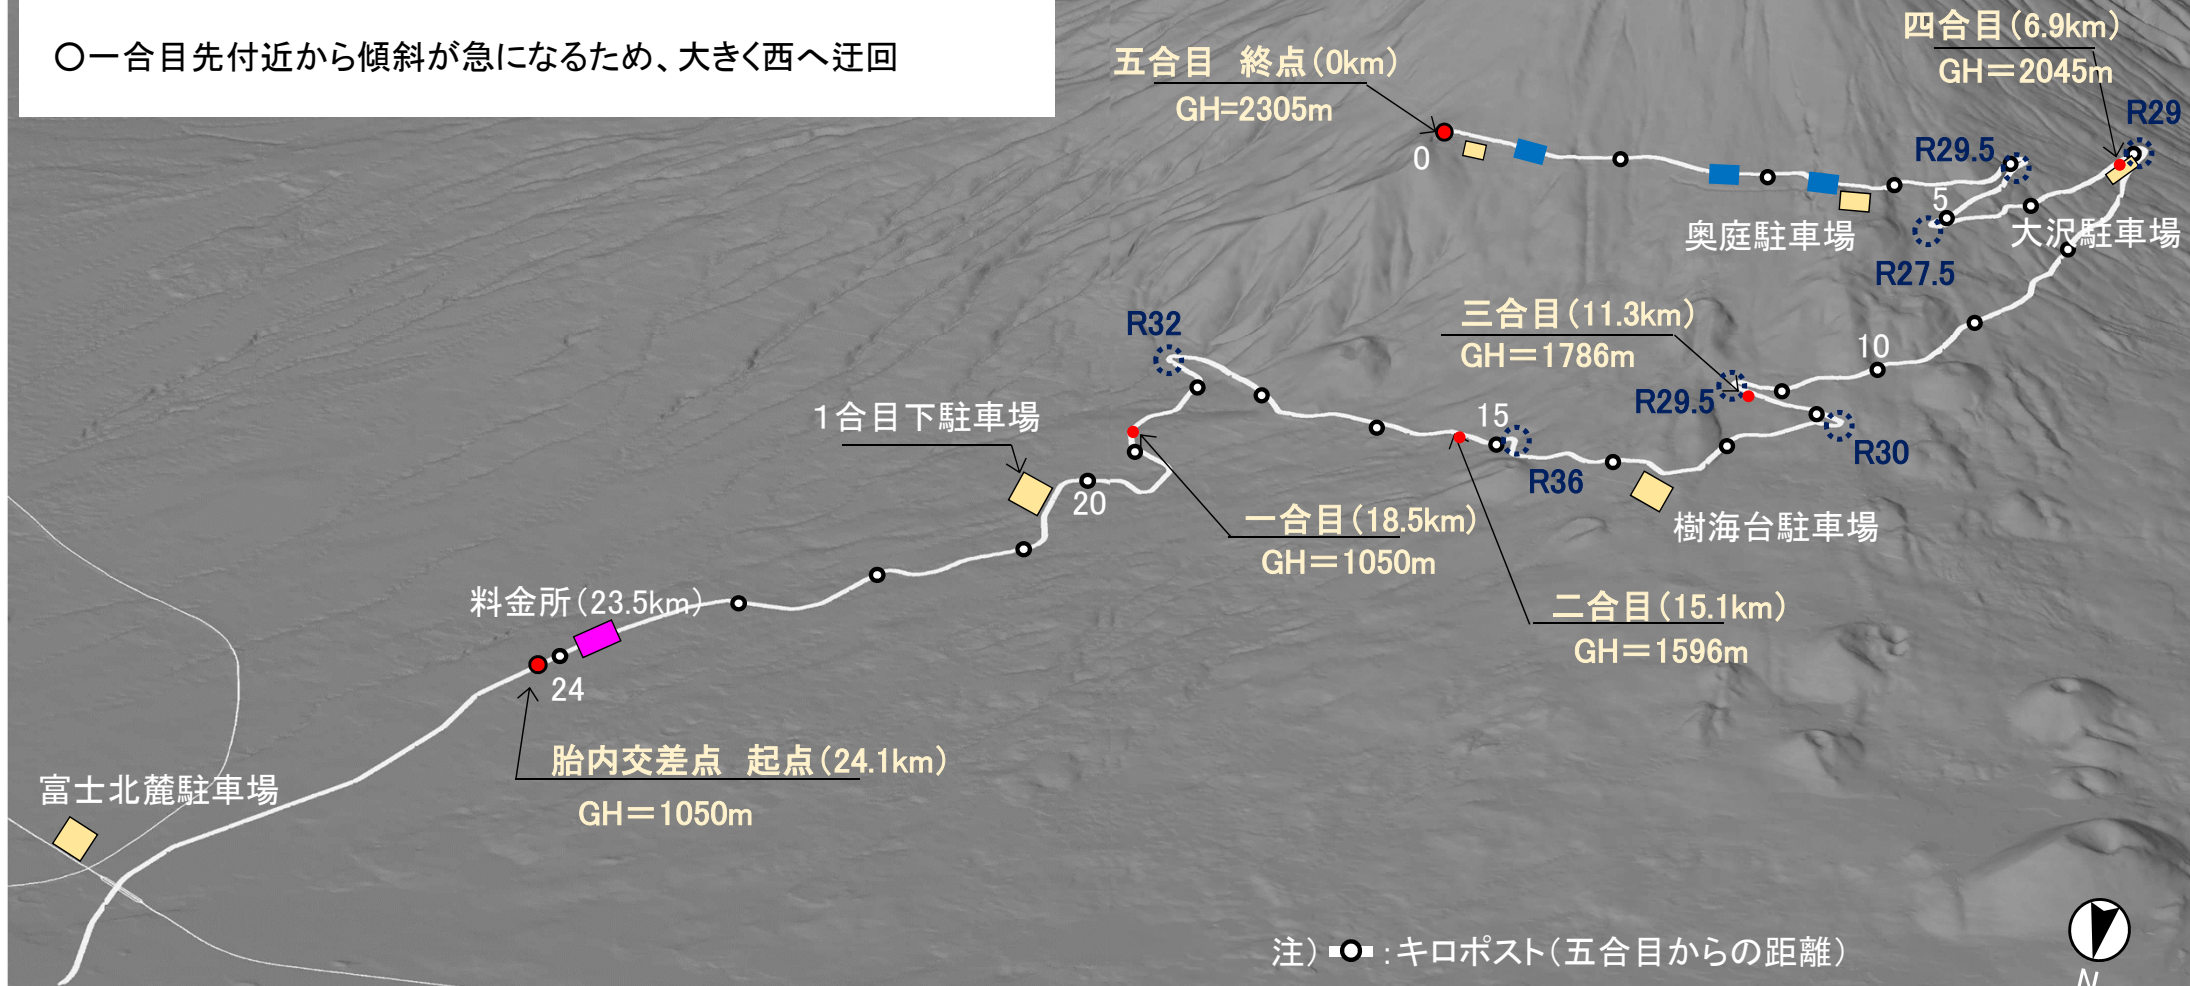 〇一合目先付近から傾斜が急になるため、大きく西へ迂回
四合目(6.9km)
GH＝2045m
五合目　終点(0km)
GH=2305m
0
R29
R29.5
5
奥庭駐車場
大沢駐車場
R27.5
三合目(11.3km)
GH＝1786m
R32
10
R29.5
１合目下駐車場
15
R30
R36
20
一合目(18.5km)
GH＝1050m
樹海台駐車場
料金所(23.5km)
二合目(15.1km)
GH＝1596m
24
胎内交差点　起点(24.1km)
GH＝1050m
富士北麓駐車場
注) :キロポスト(五合目からの距離)
N